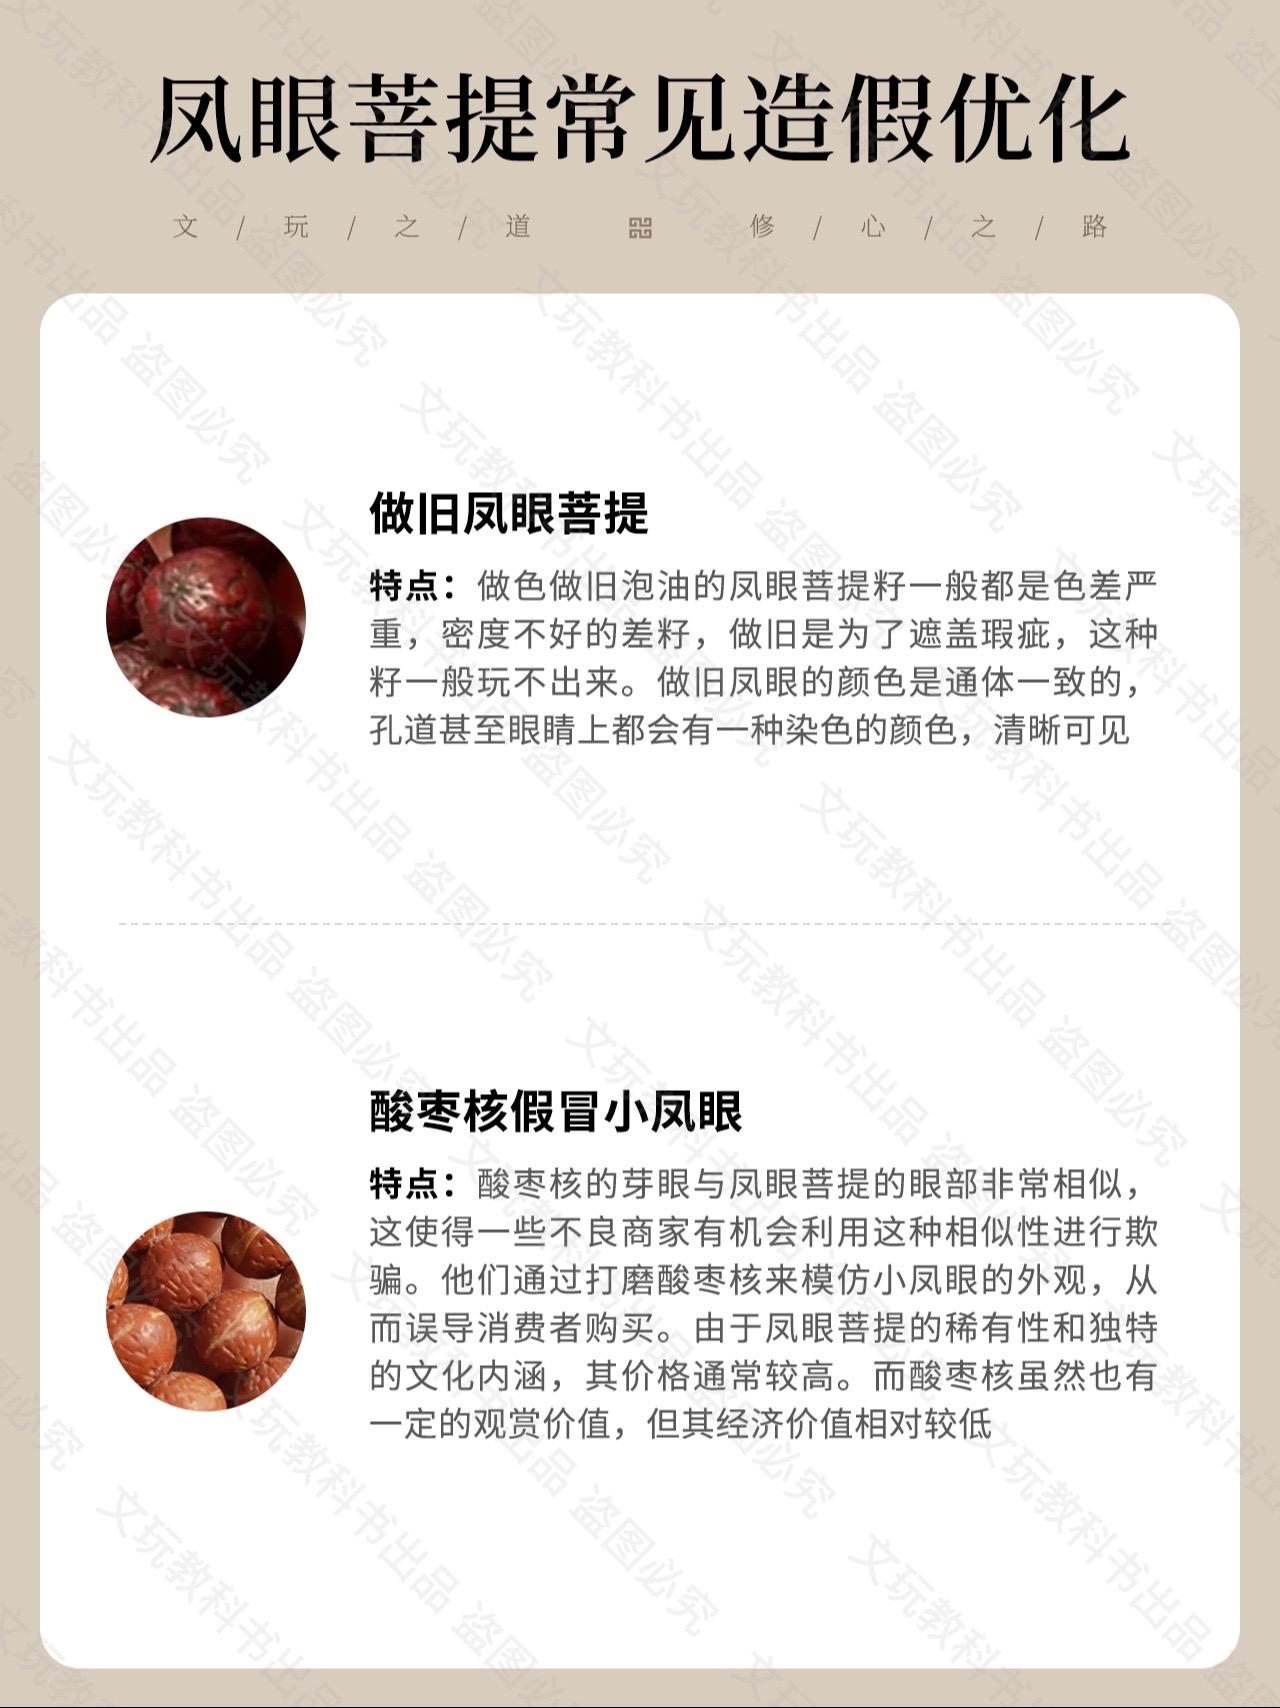 凤眼菩提常见造假优化
文 / 玩 / 之 / 道 修 / 心 / 之 / 路
做旧凤眼菩提
特点：做色做旧泡油的凤眼菩提籽一般都是色差严
重，密度不好的差籽，做旧是为了遮盖瑕疵，这种
籽一般玩不出来。做旧凤眼的颜色是通体一致的，
孔道甚至眼睛上都会有一种染色的颜色，清晰可见
酸枣核假冒小凤眼
特点：酸枣核的芽眼与凤眼菩提的眼部非常相似，
这使得一些不良商家有机会利用这种相似性进行欺
骗。他们通过打磨酸枣核来模仿小凤眼的外观，从
而误导消费者购买。由于凤眼菩提的稀有性和独特
的文化内涵，其价格通常较高。而酸枣核虽然也有
一定的观赏价值，但其经济价值相对较低
文玩教科书出品 盗图必究